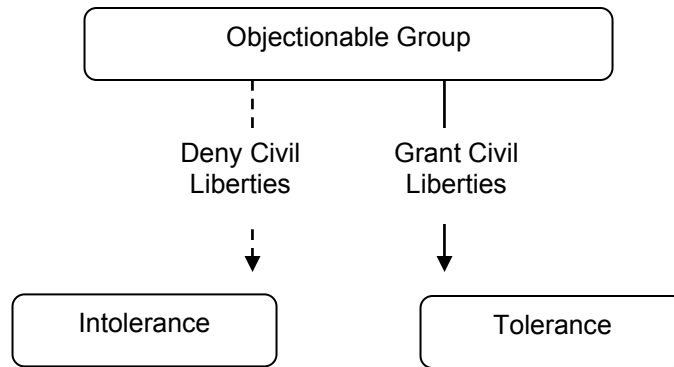 Objectionable Group
Deny Civil
Liberties
Grant Civil
Liberties
Intolerance
Tolerance